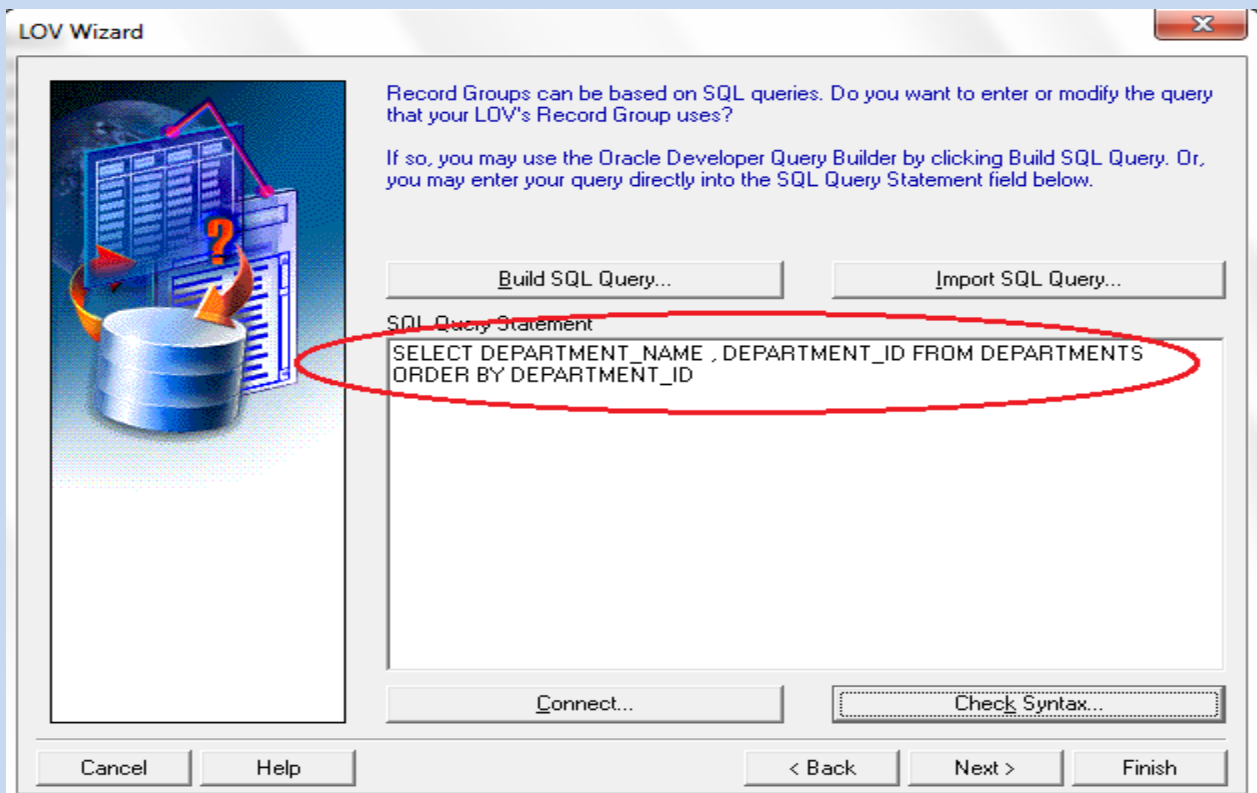 LOV Wizard
Record Groups can be based on SQL queries. Do you want to enter or modify the query
that your LOV's Record Group uses?
If so, you may use the Oracle Developer Query Builder by clicking Build SQL Query. Or,
you may enter your query directly into the SQL Query Statement field below.
Build SQL Query...
Import SQL Query...
SQL Query Statement
SELECT DEPARTMENT_NAME , DEPARTMENT_ID FROM DEPARTMENTS
ORDER BY DEPARTMENT_ID
Connect...
Check Syntax...
Cancel
Help
< Back
Next >
Finish